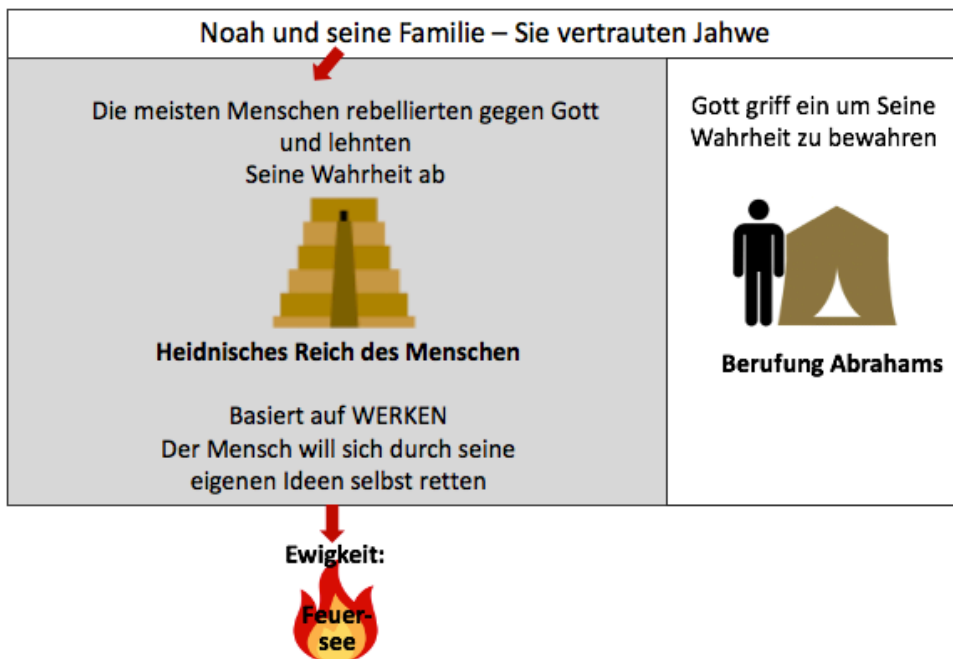 Noah und seine Familie – Sie vertrauten Jahwe
Die meisten Menschen rebellierten gegen Gott
und lehnten
Seine Wahrheit ab
Heidnisches Reich des Menschen
Basiert auf WERKEN
Der Mensch will sich durch seine
eigenen Ideen selbst retten
Gott griff ein um Seine
Wahrheit zu bewahren
Berufung Abrahams
Ewigkeit:
Feuer-
see